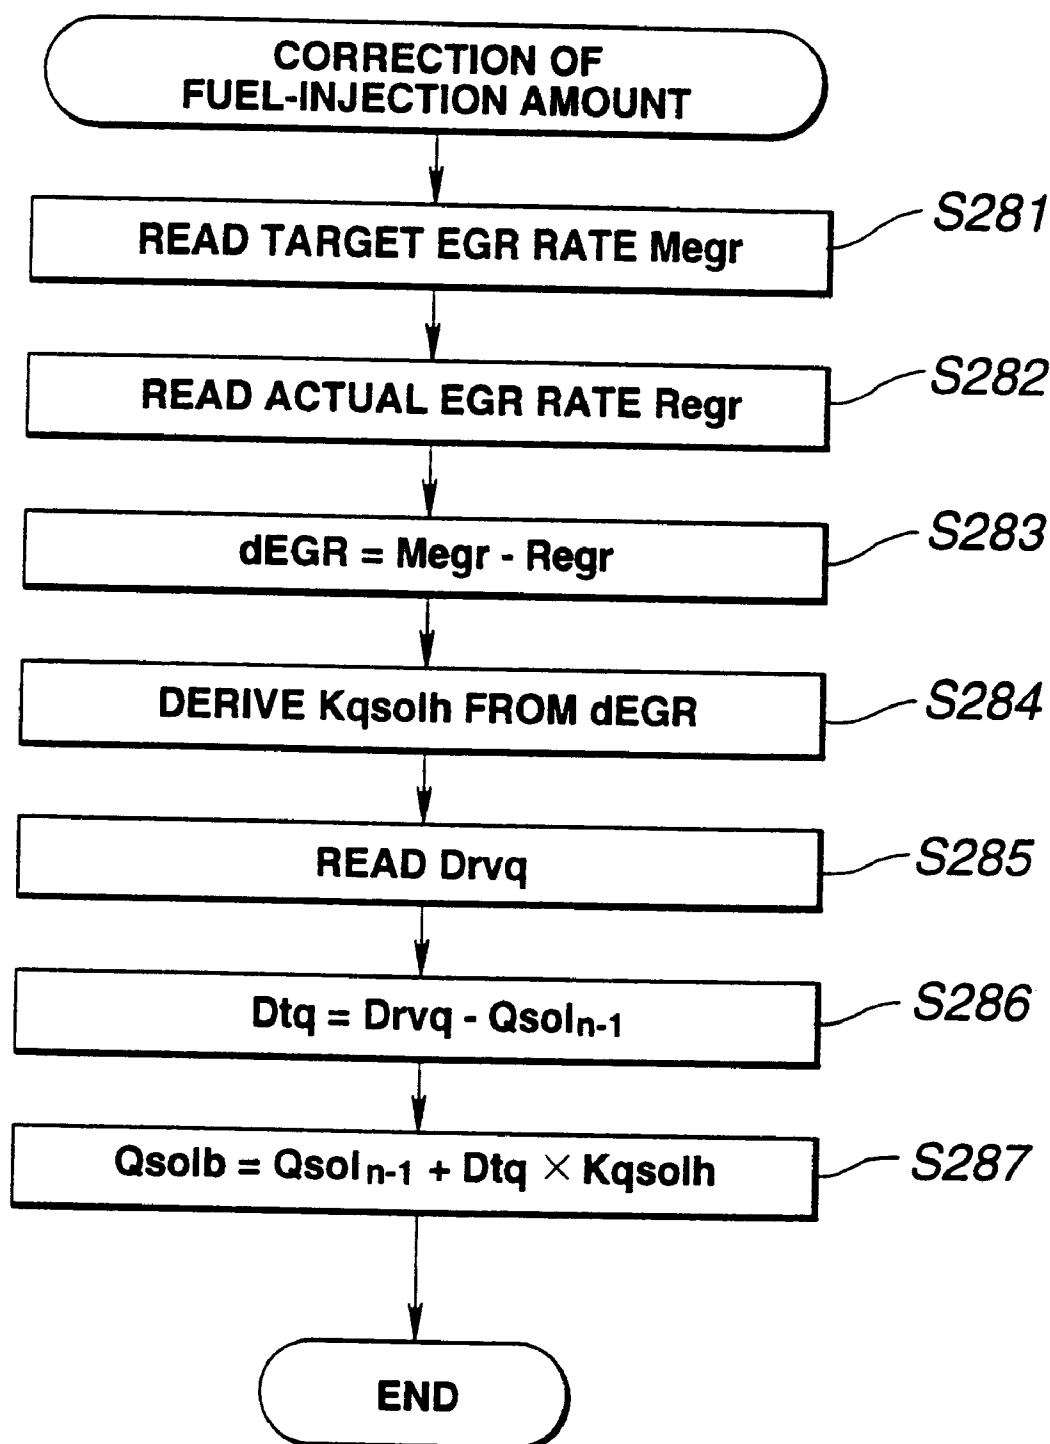 CORRECTION OF
FUEL-INJECTION AMOUNT
READ TARGET EGR RATE Megr
S281
READ ACTUAL EGR RATE Regr
S282
dEGR = Megr - Regr
S283
DERIVE Kqsolh FROM dEGR
S284
READ Drvq
S285
Dtq = Drvq - Qsoln-1
S286
Qsolb = Qsoln-1 + Dtq × Kqsolh
S287
END